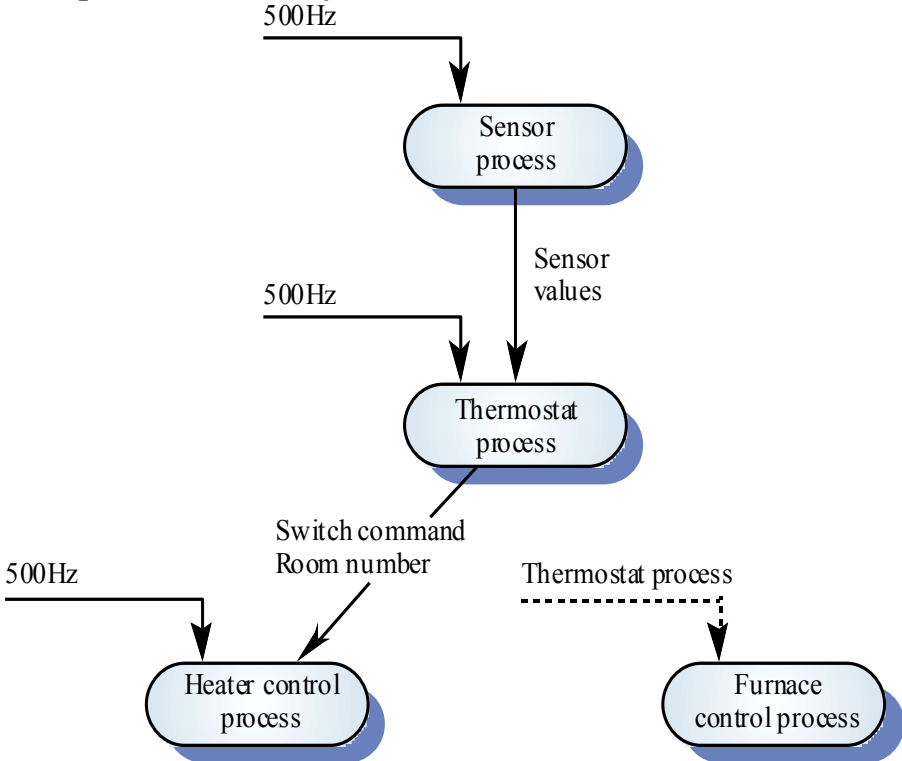 500Hz
Sensor
process
Sensor
values
500Hz
Thermostat
process
Switch command
Room number
500Hz
Thermostat process
Heater control
process
Furnace
control process